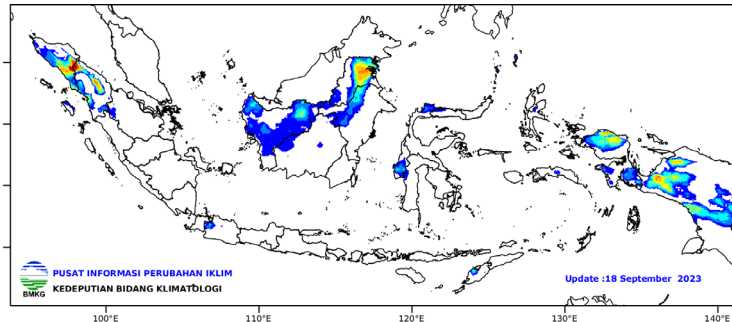 PUSAT INFORMASI PERUBAHAN IKLIM
KEDEPUTIAN BIDANG KLIMATOLOGI
BMKG
Update :18 September 2023
100°E 110°E 120°E 130°E 140°E